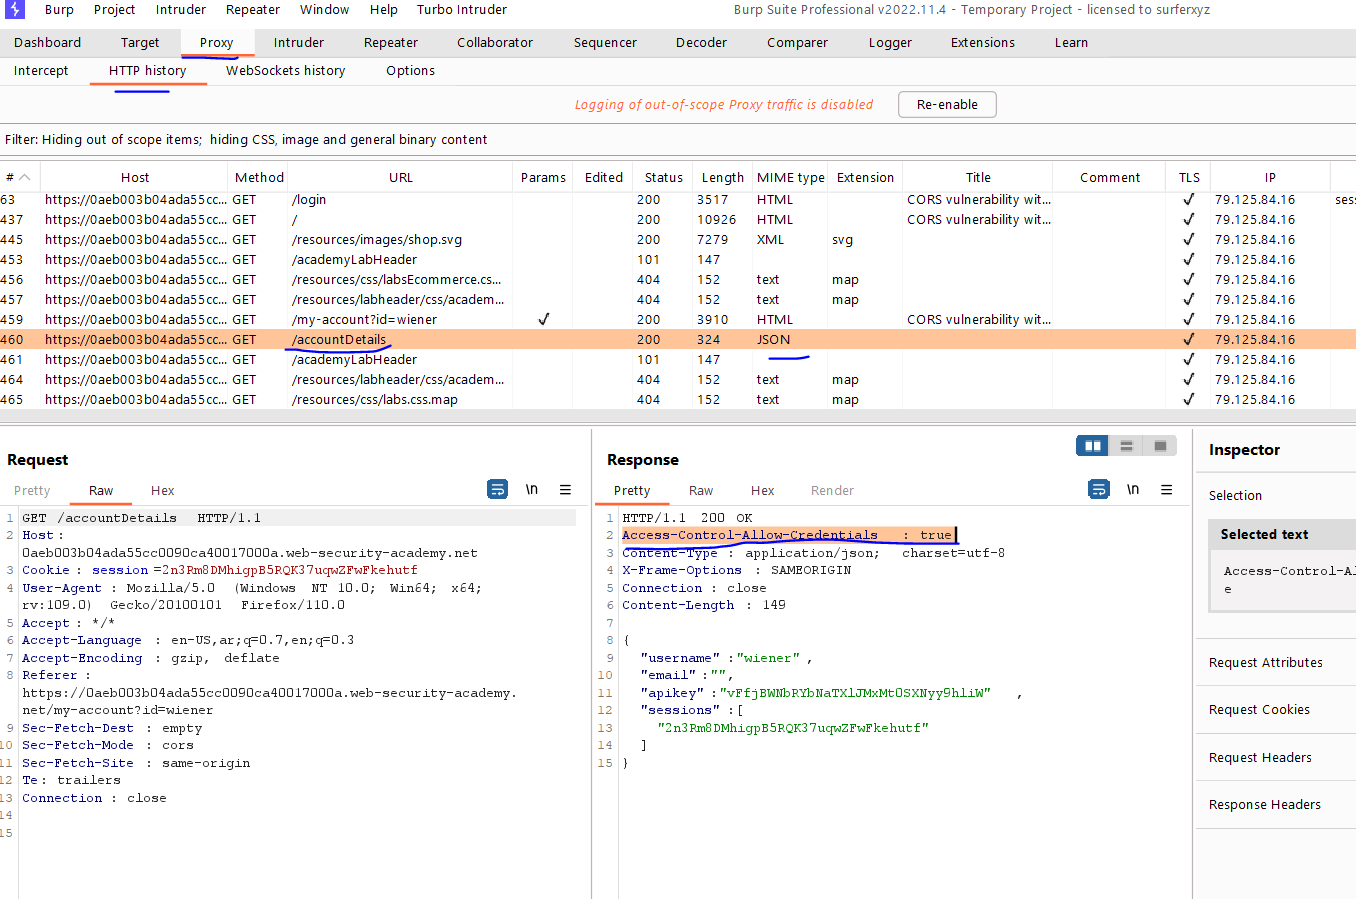 Burp Project Intruder Repeater Window Help Turbo Intruder Burp Suite Professional v2022.11.4 - Temporary Project - licensed to surferxyz
Dashboard Target Proxy Intruder Repeater Collaborator Sequencer Decoder Comparer Logger Extensions Learn
Intercept HTTP history WebSockets history Options
Logging of out-of-scope Proxy traffic is disabled Re-enable
Filter: Hiding out of scope items; hiding CSS, image and general binary content
# Host Method URL Params Edited Status Length MIME type Extension Title Comment TLS IP
63 https://0aeb003b04ada55cc... GET /login 200 3517 HTML CORS vulnerability wit... ✓ 79.125.84.16 ses
437 https://0aeb003b04ada55cc... GET / 200 10926 HTML CORS vulnerability wit... ✓ 79.125.84.16
445 https://0aeb003b04ada55cc... GET /resources/images/shop.svg 200 7279 XML svg ✓ 79.125.84.16
453 https://0aeb003b04ada55cc... GET /academyLabHeader 101 147 ✓ 79.125.84.16
456 https://0aeb003b04ada55cc... GET /resources/css/labsEcommerce.cs... 404 152 text map ✓ 79.125.84.16
457 https://0aeb003b04ada55cc... GET /resources/labheader/css/academ... 404 152 text map ✓ 79.125.84.16
459 https://0aeb003b04ada55cc... GET /my-account?id=wiener ✓ 200 3910 HTML CORS vulnerability wit... ✓ 79.125.84.16
460 https://0aeb003b04ada55cc... GET /accountDetails 200 324 JSON ✓ 79.125.84.16
461 https://0aeb003b04ada55cc... GET /academyLabHeader 101 147 ✓ 79.125.84.16
464 https://0aeb003b04ada55cc... GET /resources/labheader/css/academ... 404 152 text map ✓ 79.125.84.16
465 https://0aeb003b04ada55cc... GET /resources/css/labs.css.map 404 152 text map ✓ 79.125.84.16
Request
Pretty Raw Hex \n
1 GET /accountDetails HTTP/1.1
2 Host :
0aeb003b04ada55cc0090ca40017000a.web-security-academy.net
3 Cookie : session =2n3Rm8DMhigpB5RQK37uqwZFwFkehutf
4 User-Agent : Mozilla/5.0 (Windows NT 10.0; Win64; x64;
rv:109.0) Gecko/20100101 Firefox/110.0
5 Accept : */*
6 Accept-Language : en-US,ar;q=0.7,en;q=0.3
7 Accept-Encoding : gzip, deflate
8 Referer :
https://0aeb003b04ada55cc0090ca40017000a.web-security-academy.
net/my-account?id=wiener
9 Sec-Fetch-Dest : empty
10 Sec-Fetch-Mode : cors
11 Sec-Fetch-Site : same-origin
12 Te : trailers
13 Connection : close
14
15
Response
Pretty Raw Hex Render \n
1 HTTP/1.1 200 OK
2 Access-Control-Allow-Credentials : true
3 Content-Type : application/json; charset=utf-8
4 X-Frame-Options : SAMEORIGIN
5 Connection : close
6 Content-Length : 149
7
8 {
9 "username" :"wiener" ,
10 "email" :"",
11 "apikey" :"vFfjBWNbRYbNaTXlJMxMt0SXNyy9hliW" ,
12 "sessions" :[
13 "2n3Rm8DMhigpB5RQK37uqwZFwFkehutf"
14 ]
15 }
Inspector
Selection
Selected text
Access-Control-Al
e
Request Attributes
Request Cookies
Request Headers
Response Headers